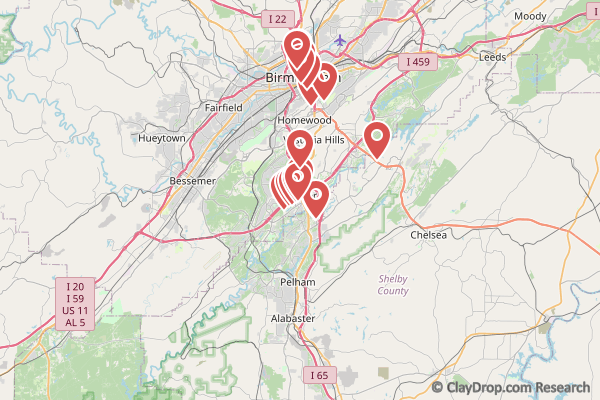 I 22
Moody
Leeds
I 459
Birm
Fairfield
Homewood
Hueytown
Hills
Bessemer
Chelsea
I 20
I 59
US 11
AL 5
Pelham
Shelby
County
Alabaster
I 65
© ClayDrop.com Research